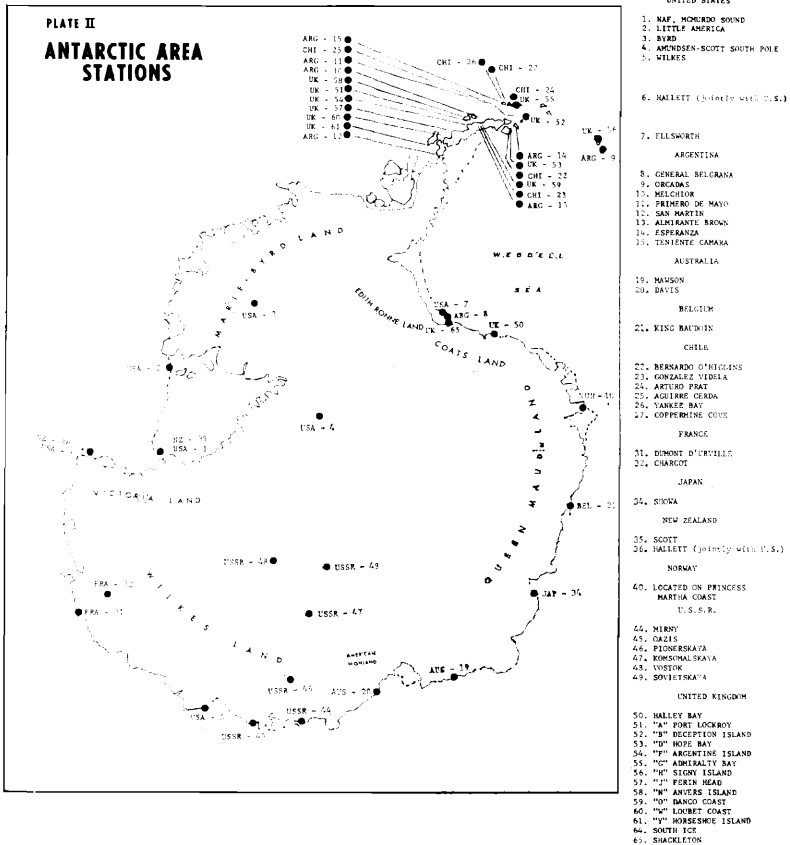 PLATE II
ANTARCTIC AREA
STATIONS
ARG - 15
CHI - 25
ARG - 11
ARG - 10
UK - 58
UK - 51
UK - 54
UK - 57
UK - 60
UK - 61
ARG - 12
CHI - 26
CHI - 27
CHI - 24
UK - 55
UK - 52
UK - 56
ARG - 9
ARG - 14
UK - 53
CHI - 22
UK - 59
CHI - 23
ARG - 13
WEDDELL
SEA
MARIE BYRD LAND
USA - 3
EDITH RONNE LAND
USA - 7
ARG - 8
UK - 65
UK - 50
COATS LAND
USA - 2
NOR - 40
USA - 4
NZ - 36
USA - 6
NZ - 35
USA - 1
VICTORIA LAND
QUEEN MAUD LAND
BEL - 21
USSR - 48
USSR - 49
FRA - 32
FRA - 31
WILKES LAND
USSR - 47
JAP - 34
AMERICAN
HIGHLAND
AUS - 19
USSR - 46
AUS - 20
USA - 5
USSR - 45
USSR - 44
UNITED STATES
1. NAF, MCMURDO SOUND
2. LITTLE AMERICA
3. BYRD
4. AMUNDSEN-SCOTT SOUTH POLE
5. WILKES
6. HALLETT (jointly with U.S.)
7. ELLSWORTH
ARGENTINA
8. GENERAL BELGRANA
9. ORCADAS
10. MELCHIOR
11. PRIMERO DE MAYO
12. SAN MARTIN
13. ALMIRANTE BROWN
14. ESPERANZA
15. TENIENTE CAMARA
AUSTRALIA
19. MAWSON
20. DAVIS
BELGIUM
21. KING BAUDOIN
CHILE
22. BERNARDO O'HIGGINS
23. GONZALEZ VIDELA
24. ARTURO PRAT
25. AGUIRRE CERDA
26. YANKEE BAY
27. COPPERMINE COVE
FRANCE
31. DUMONT D'URVILLE
32. CHARCOT
JAPAN
34. SHOWA
NEW ZEALAND
35. SCOTT
36. HALLETT (jointly with U.S.)
NORWAY
40. LOCATED ON PRINCESS
MARTHA COAST
U.S.S.R.
44. MIRNY
45. OAZIS
46. PIONERSKAYA
47. KOMSOMALSKAYA
48. VOSTOK
49. SOVIETSKAYA
UNITED KINGDOM
50. HALLEY BAY
51. "A" PORT LOCKROY
52. "B" DECEPTION ISLAND
53. "D" HOPE BAY
54. "F" ARGENTINE ISLAND
55. "G" ADMIRALTY BAY
56. "H" SIGNY ISLAND
57. "J" FERIN HEAD
58. "N" ANVERS ISLAND
59. "O" DANCO COAST
60. "W" LOUBET COAST
61. "Y" HORSESHOE ISLAND
64. SOUTH ICE
65. SHACKLETON